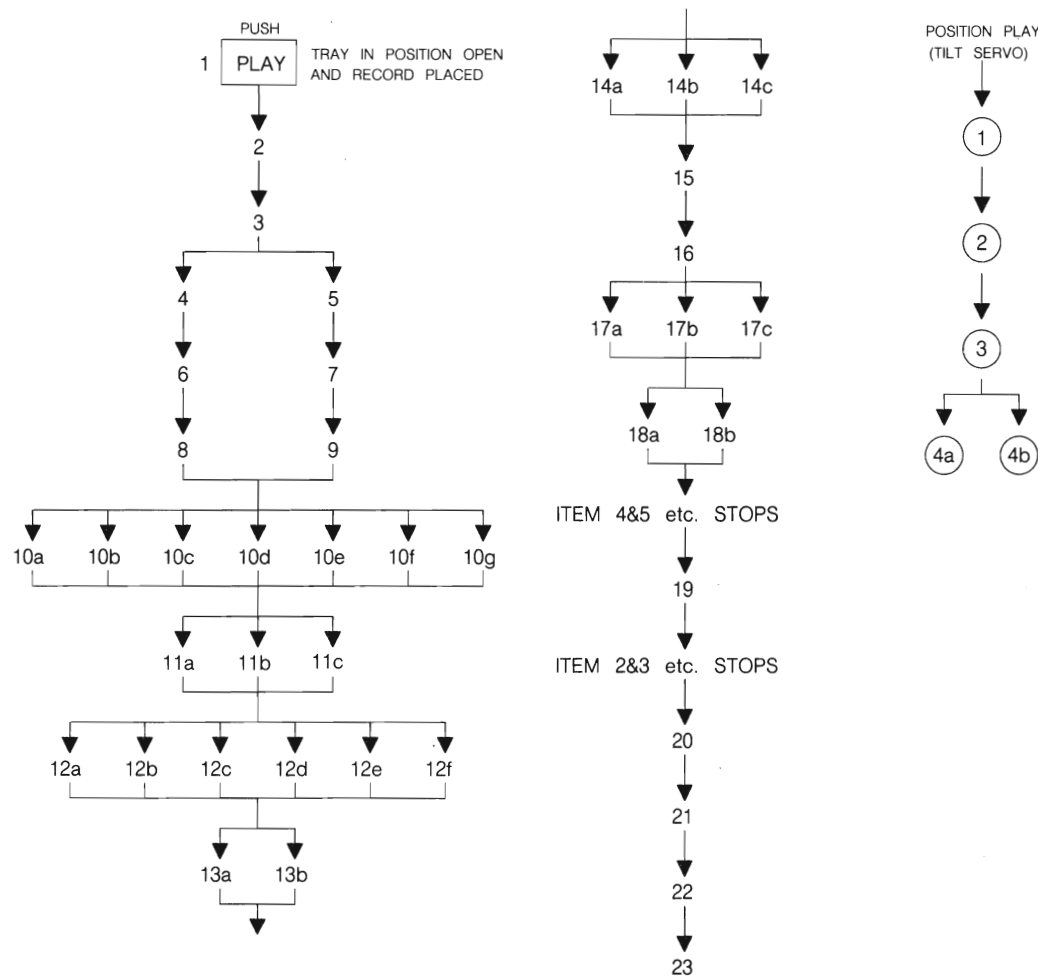 PUSH
1 PLAY TRAY IN POSITION OPEN
AND RECORD PLACED
2
3
4 5
6 7
8 9
10a 10b 10c 10d 10e 10f 10g
11a 11b 11c
12a 12b 12c 12d 12e 12f
13a 13b
14a 14b 14c
15
16
17a 17b 17c
18a 18b
ITEM 4&5 etc. STOPS
19
ITEM 2&3 etc. STOPS
20
21
22
23
POSITION PLAY
(TILT SERVO)
1
2
3
4a 4b